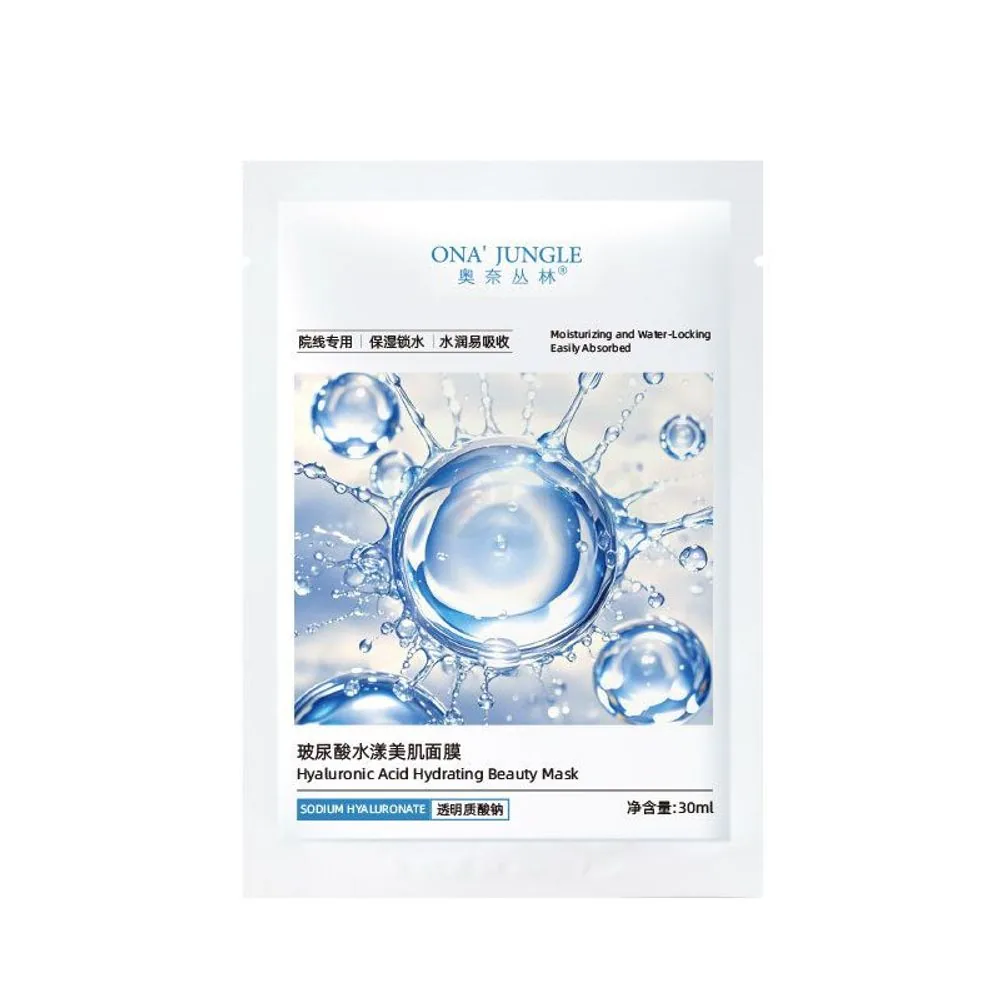 ONA' JUNGLE
奥奈丛林®
院线专用 | 保湿锁水 | 水润易吸收
Moisturizing and Water-Locking
Easily Absorbed
玻尿酸水漾美肌面膜
Hyaluronic Acid Hydrating Beauty Mask
SODIUM HYALURONATE 透明质酸钠
净含量:30ml